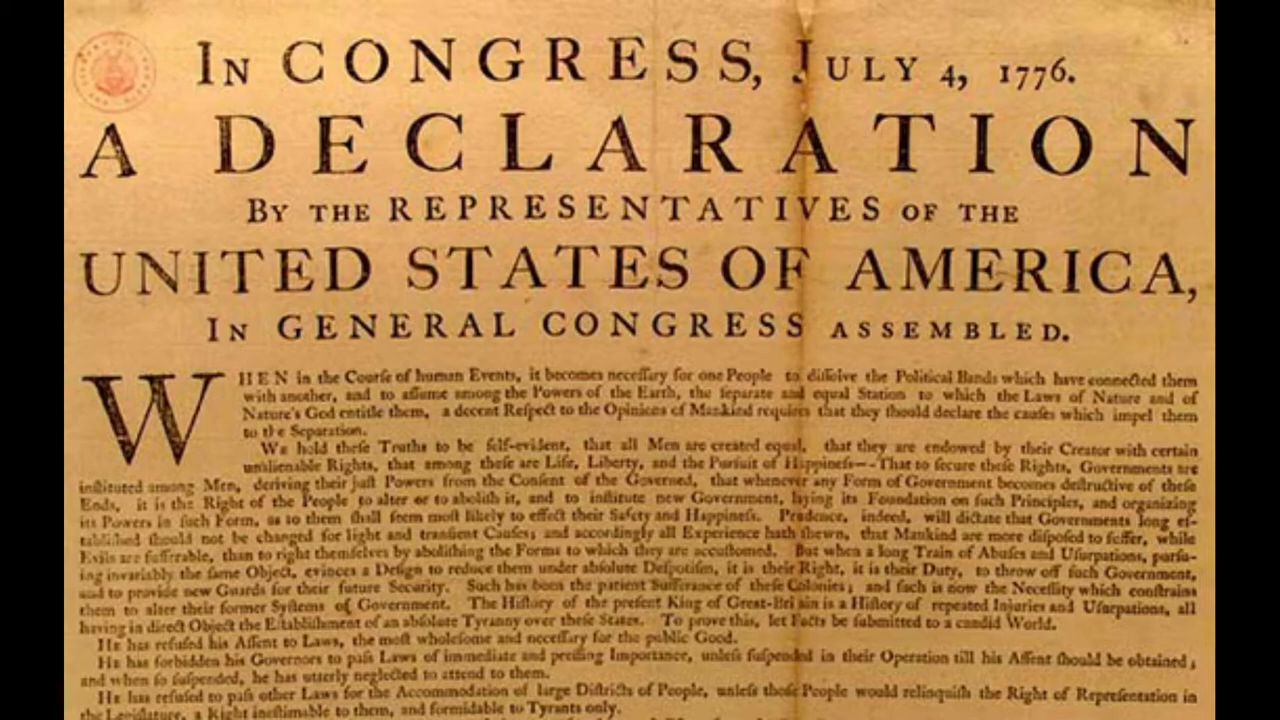 In CONGRESS, JULY 4, 1776.
A DECLARATION
By the REPRESENTATIVES of the
UNITED STATES OF AMERICA,
In GENERAL CONGRESS assembled.
WHEN in the Courſe of human Events, it becomes neceſſary for one People to diſſolve the Political Bands which have connected them
with another, and to aſſume among the Powers of the Earth, the ſeparate and equal Station to which the Laws of Nature and of
Nature's God entitle them, a decent Reſpect to the Opinions of Mankind requires that they ſhould declare the cauſes which impel them
to the Separation.
We hold theſe Truths to be ſelf-evident, that all Men are created equal, that they are endowed by their Creator with certain
unalienable Rights, that among theſe are Life, Liberty, and the Purſuit of Happineſs—-That to ſecure theſe Rights, Governments are
inſtituted among Men, deriving their juſt Powers from the Conſent of the Governed, that whenever any Form of Government becomes deſtructive of theſe
Ends, it is the Right of the People to alter or to aboliſh it, and to inſtitute new Government, laying its Foundation on ſuch Principles, and organizing
its Powers in ſuch Form, as to them ſhall ſeem moſt likely to effect their Safety and Happineſs. Prudence, indeed, will dictate that Governments long eſ-
tabliſhed ſhould not be changed for light and tranſient Cauſes; and accordingly all Experience hath ſhewn, that Mankind are more diſpoſed to ſuffer, while
Evils are ſufferable, than to right themſelves by aboliſhing the Forms to which they are accuſtomed. But when a long Train of Abuſes and Uſurpations, purſu-
ing invariably the ſame Object, evinces a Deſign to reduce them under abſolute Deſpotiſm, it is their Right, it is their Duty, to throw off ſuch Government,
and to provide new Guards for their future Security. Such has been the patient Sufferance of theſe Colonies; and ſuch is now the Neceſſity which conſtrains
them to alter their former Syſtems of Government. The Hiſtory of the preſent King of Great-Britain is a Hiſtory of repeated Injuries and Uſurpations, all
having in direct Object the Eſtabliſhment of an abſolute Tyranny over theſe States. To prove this, let Facts be ſubmitted to a candid World.
He has refuſed his Aſſent to Laws, the moſt wholeſome and neceſſary for the public Good.
He has forbidden his Governors to paſs Laws of immediate and preſſing Importance, unleſs ſuſpended in their Operation till his Aſſent ſhould be obtained;
and when ſo ſuſpended, he has utterly neglected to attend to them.
He has refuſed to paſs other Laws for the Accommodation of large Diſtricts of People, unleſs thoſe People would relinquiſh the Right of Repreſentation in
the Legiſlature, a Right ineſtimable to them, and formidable to Tyrants only.